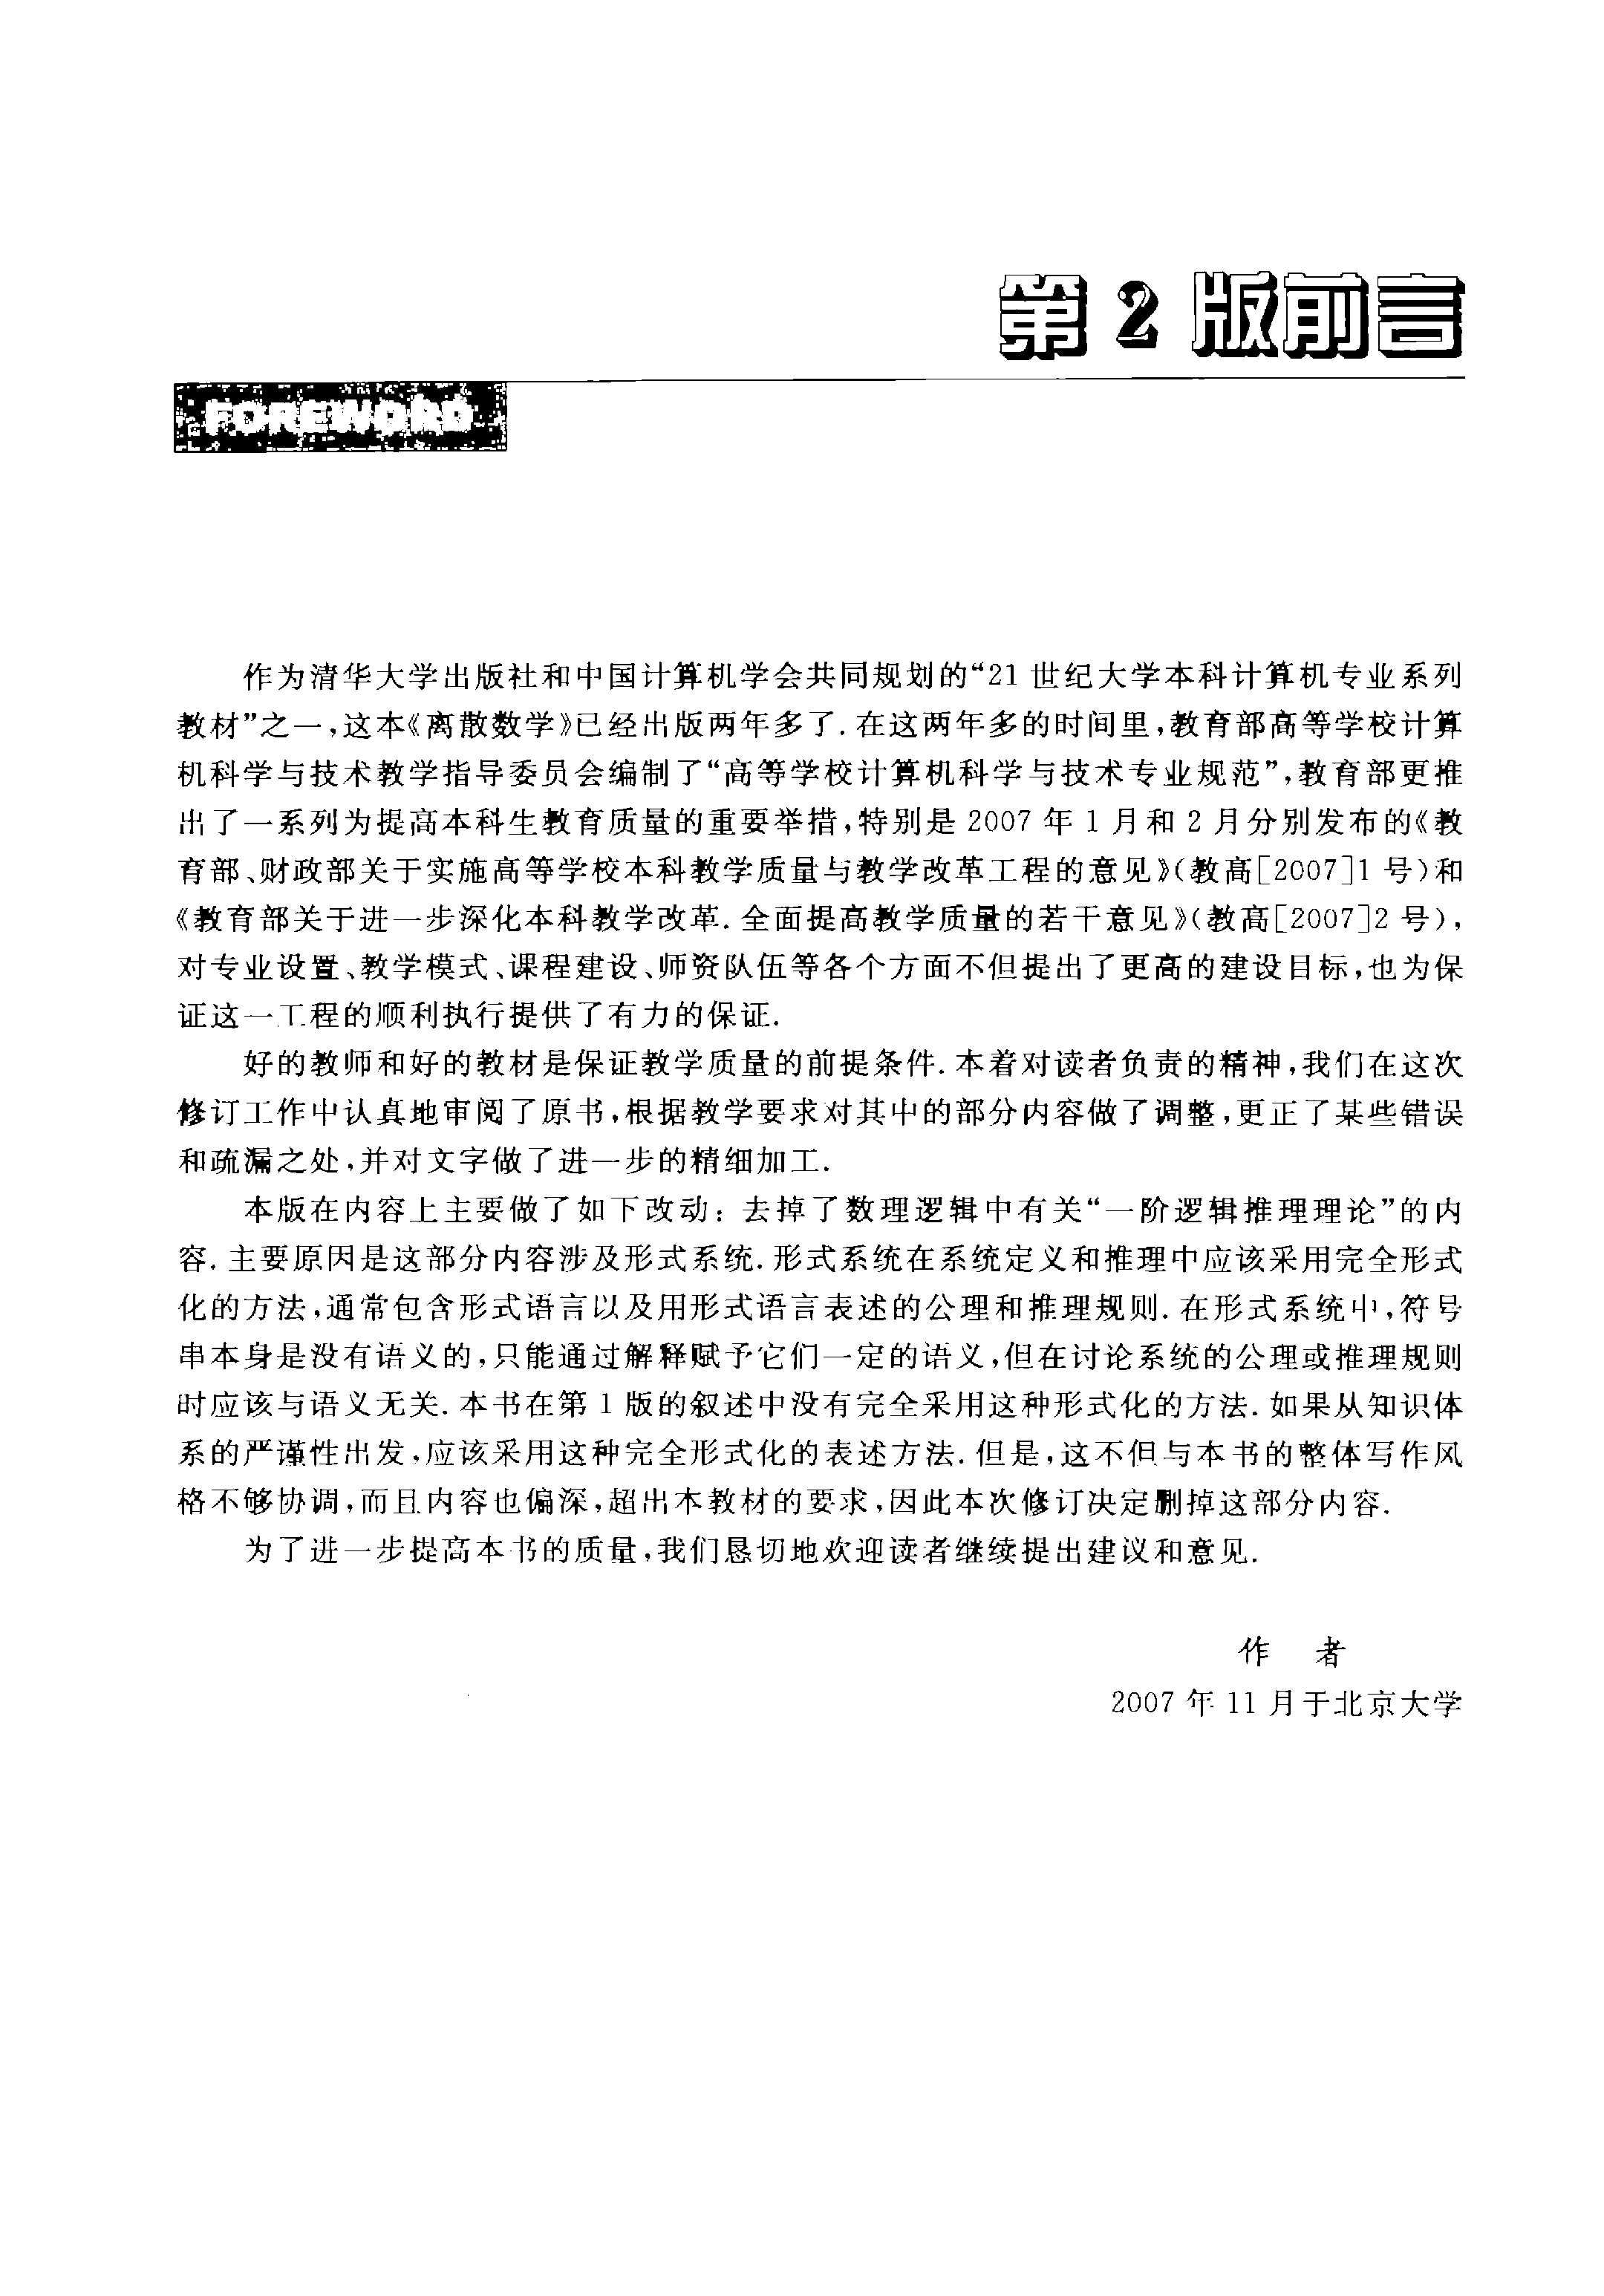 第 2 版前言
FOREWORD
作为清华大学出版社和中国计算机学会共同规划的“21 世纪大学本科计算机专业系列
教材”之一,这本《离散数学》已经出版两年多了. 在这两年多的时间里,教育部高等学校计算
机科学与技术教学指导委员会编制了“高等学校计算机科学与技术专业规范”,教育部更推
出了一系列为提高本科生教育质量的重要举措,特别是 2007 年 1 月和 2 月分别发布的《教
育部、财政部关于实施高等学校本科教学质量与教学改革工程的意见》(教高[2007]1 号)和
《教育部关于进一步深化本科教学改革. 全面提高教学质量的若干意见》(教高[2007]2 号),
对专业设置、教学模式、课程建设、师资队伍等各个方面不但提出了更高的建设目标,也为保
证这一工程的顺利执行提供了有力的保证.
好的教师和好的教材是保证教学质量的前提条件. 本着对读者负责的精神,我们在这次
修订工作中认真地审阅了原书,根据教学要求对其中的部分内容做了调整,更正了某些错误
和疏漏之处,并对文字做了进一步的精细加工.
本版在内容上主要做了如下改动: 去掉了数理逻辑中有关“一阶逻辑推理理论”的内
容. 主要原因是这部分内容涉及形式系统. 形式系统在系统定义和推理中应该采用完全形式
化的方法,通常包含形式语言以及用形式语言表述的公理和推理规则. 在形式系统中,符号
串本身是没有语义的,只能通过解释赋予它们一定的语义,但在讨论系统的公理或推理规则
时应该与语义无关. 本书在第 1 版的叙述中没有完全采用这种形式化的方法. 如果从知识体
系的严谨性出发,应该采用这种完全形式化的表述方法. 但是,这不但与本书的整体写作风
格不够协调,而且内容也偏深,超出本教材的要求,因此本次修订决定删掉这部分内容.
为了进一步提高本书的质量,我们恳切地欢迎读者继续提出建议和意见.
作 者
2007 年 11 月于北京大学